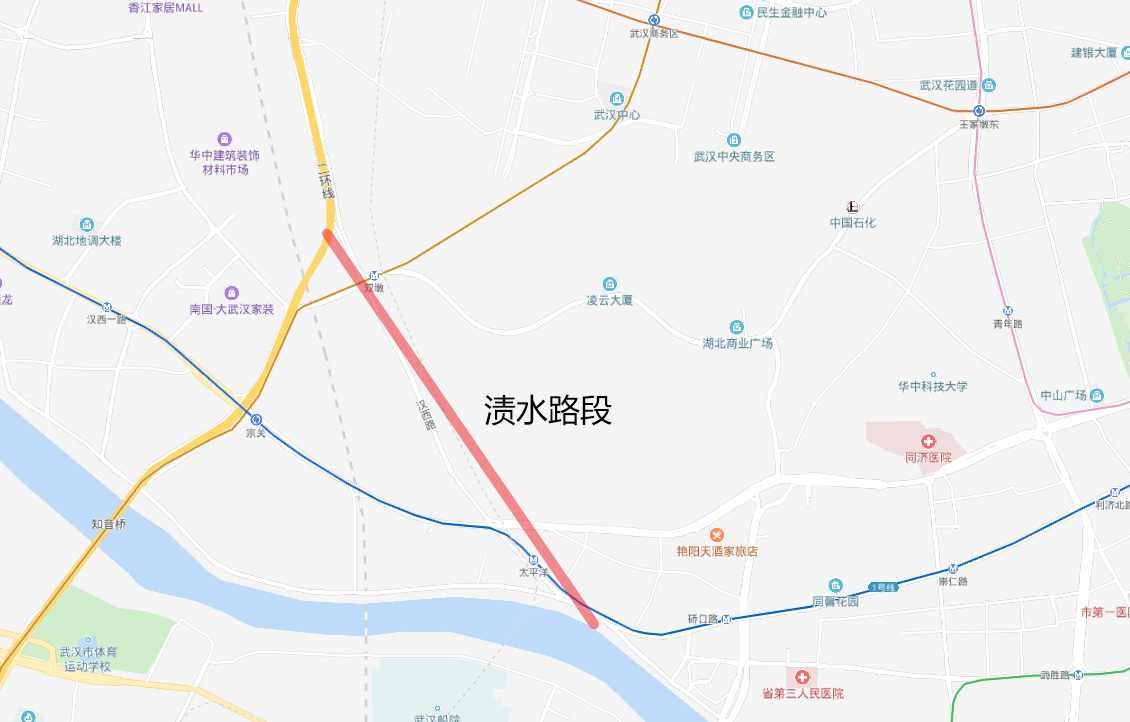 香江家居MALL
民生金融中心
武汉商务区
建银大厦
武汉花园道
武汉中心
王家墩东
华中建筑装饰
材料市场
武汉中央商务区
二环线
中国石化
湖北地调大楼
双墩
凌云大厦
龙
南国·大武汉家装
汉西一路
青年路
湖北商业广场
华中科技大学
中山广场
汉西路
渍水路段
宗关
同济医院
利济北路
知音桥
艳阳天酒家旅店
太平洋
崇仁路
1号线
同馨花园
硚口路
市第一医院
武汉市体育
运动学校
武胜路
省第三人民医院
武汉船院